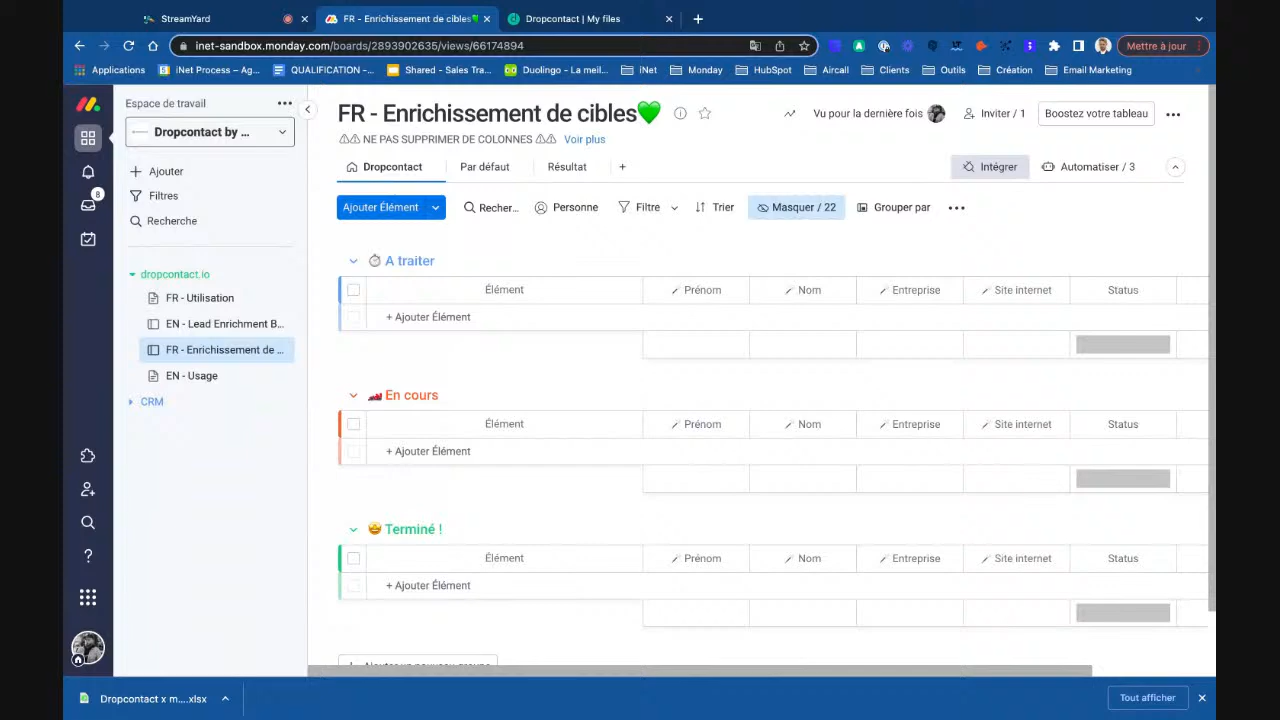 StreamYard
FR - Enrichissement de cibles💚
Dropcontact | My files
inet-sandbox.monday.com/boards/2893902635/views/66174894
Mettre à jour
Applications
iNet Process – Ag...
QUALIFICATION -...
Shared - Sales Tra...
Duolingo - La meil...
iNet
Monday
HubSpot
Aircall
Clients
Outils
Création
Email Marketing
Espace de travail
Dropcontact by ...
Ajouter
Filtres
Recherche
dropcontact.io
FR - Utilisation
EN - Lead Enrichment B...
FR - Enrichissement de ...
EN - Usage
CRM
8
FR - Enrichissement de cibles💚
Vu pour la dernière fois
Inviter / 1
Boostez votre tableau
⚠⚠ NE PAS SUPPRIMER DE COLONNES ⚠⚠ Voir plus
Dropcontact
Par défaut
Résultat
Intégrer
Automatiser / 3
Ajouter Élément
Recher...
Personne
Filtre
Trier
Masquer / 22
Grouper par
A traiter
Élément Prénom Nom Entreprise Site internet Status
+ Ajouter Élément
En cours
Élément Prénom Nom Entreprise Site internet Status
+ Ajouter Élément
Terminé !
Élément Prénom Nom Entreprise Site internet Status
+ Ajouter Élément
Ajouter un nouveau groupe
Dropcontact x m....xlsx
Tout afficher